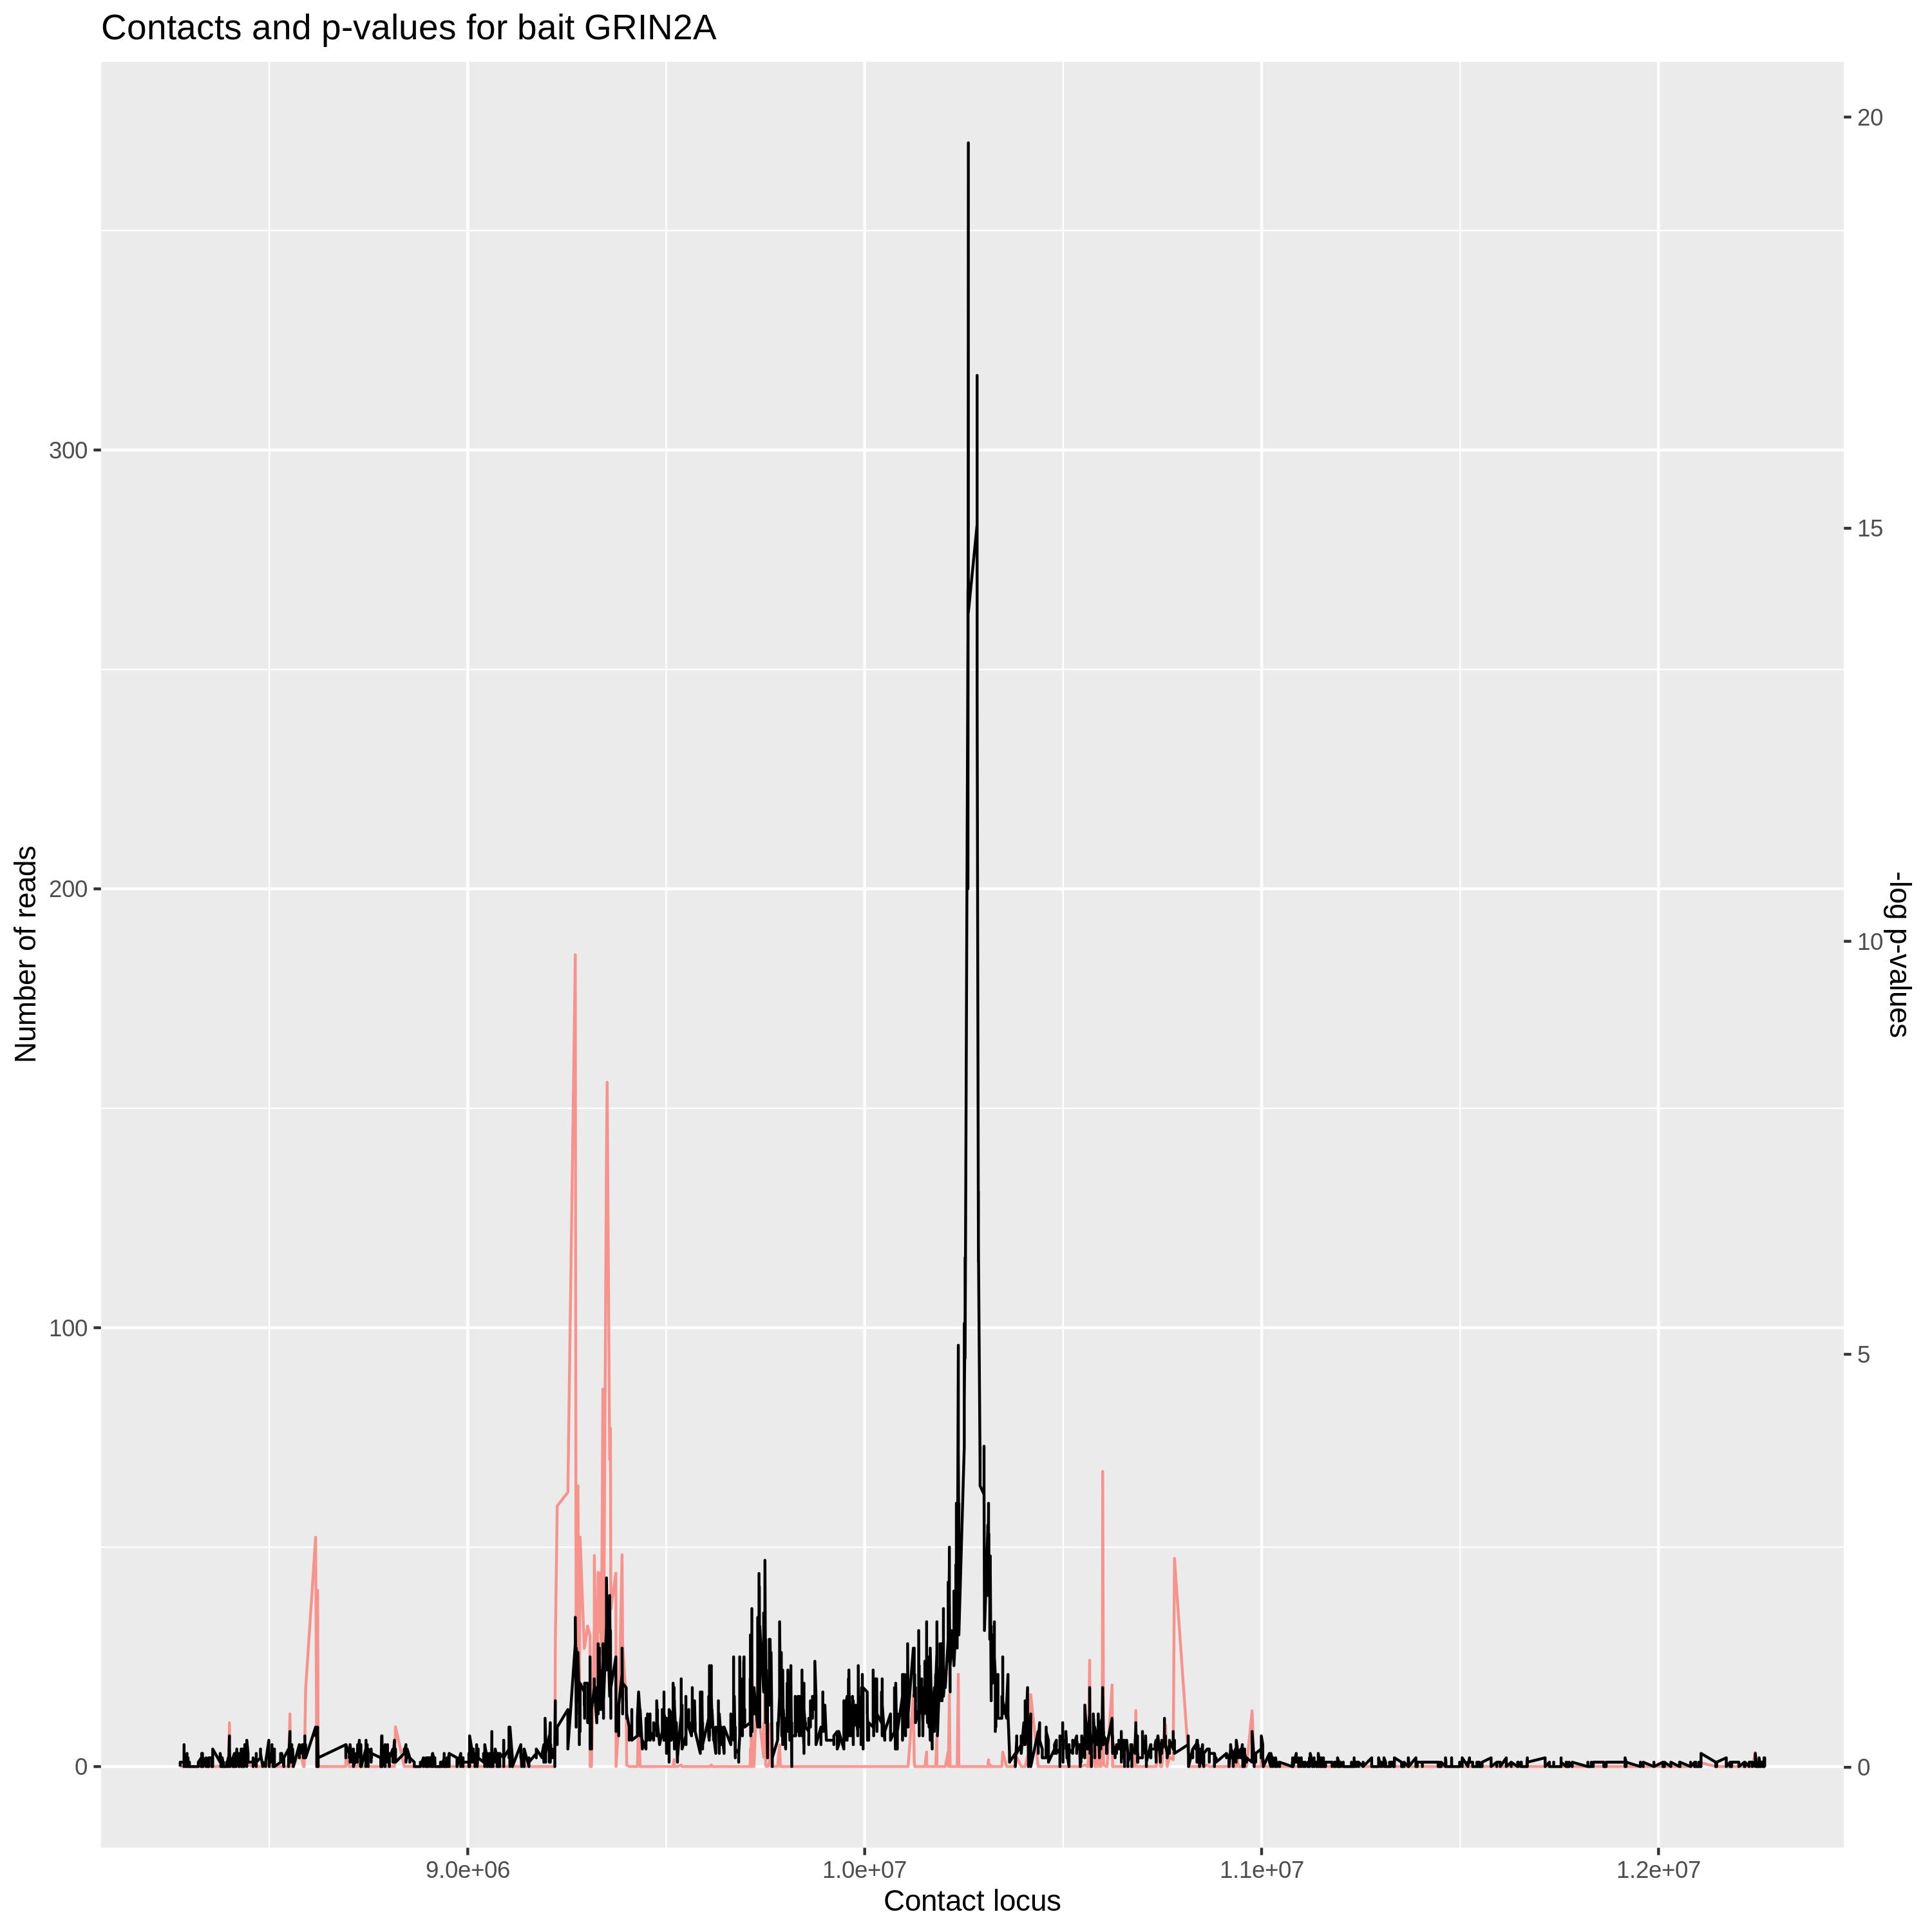 Contacts and p-values for bait GRIN2A
Number of reads
300
200
100
0
20
15
10
5
0
-log p-values
9.0e+06
1.0e+07
1.1e+07
1.2e+07
Contact locus